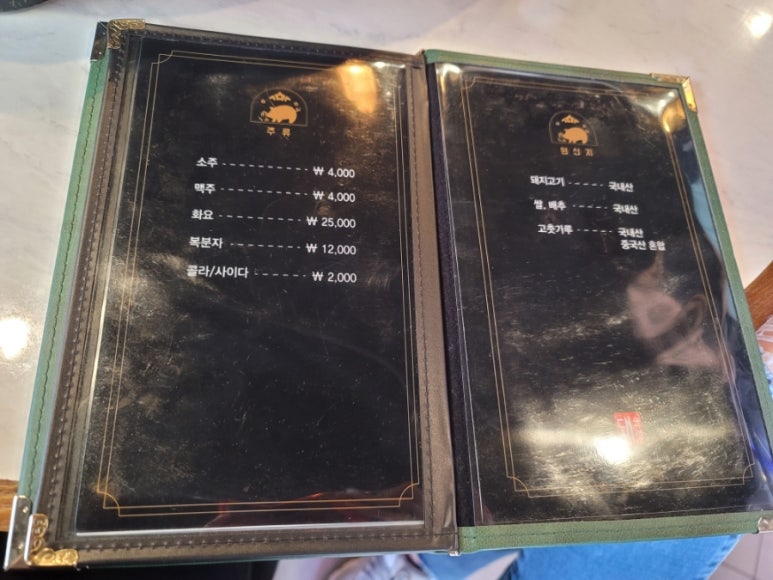 주 류
소주 ---------- ₩ 4,000
맥주 ---------- ₩ 4,000
화요 ---------- ₩ 25,000
복분자 ---------- ₩ 12,000
콜라/사이다 ------ ₩ 2,000
원 산 지
돼지고기 ------ 국내산
쌀, 배추 ------ 국내산
고춧가루 ------ 국내산
중국산 혼합